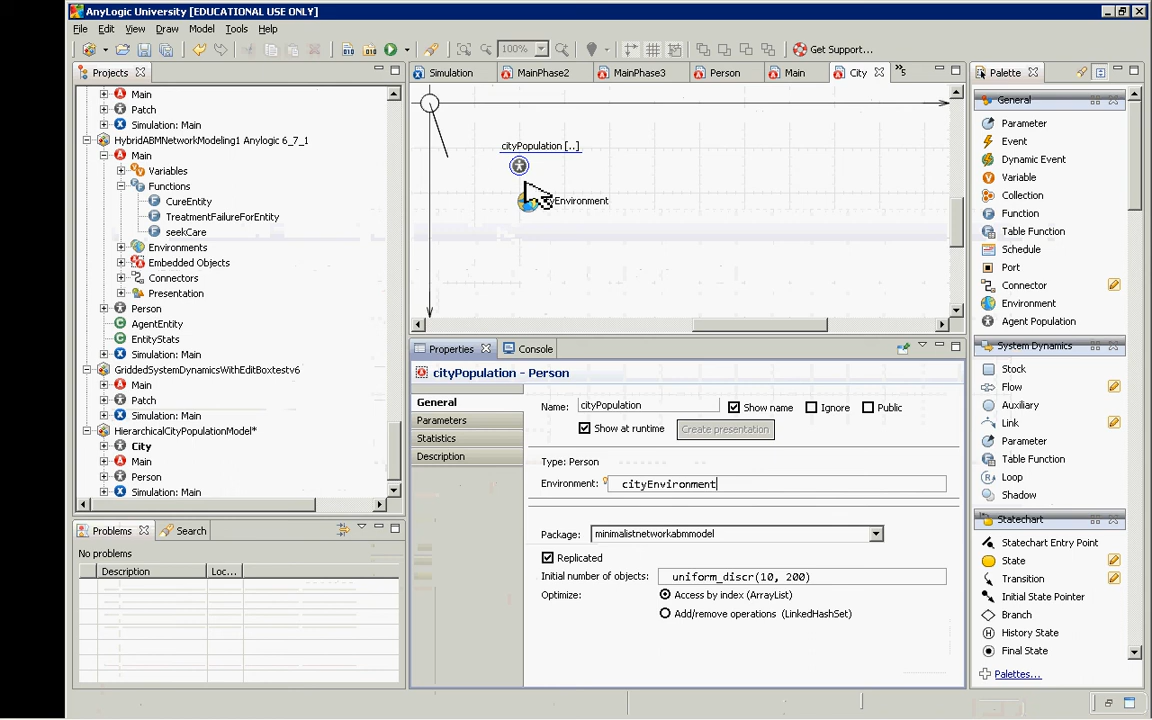 AnyLogic University [EDUCATIONAL USE ONLY]
File Edit View Draw Model Tools Help
100% Get Support...
Projects
Main
Patch
Simulation: Main
HybridABMNetworkModeling1 Anylogic 6_7_1
Main
Variables
Functions
CureEntity
TreatmentFailureForEntity
seekCare
Environments
Embedded Objects
Connectors
Presentation
Person
AgentEntity
EntityStats
Simulation: Main
GriddedSystemDynamicsWithEditBoxtestv6
Main
Patch
Simulation: Main
HierarchicalCityPopulationModel*
City
Main
Person
Simulation: Main
Problems Search
No problems
Description Loc...
Simulation MainPhase2 MainPhase3 Person Main City »5
cityPopulation [..]
Environment
Properties Console
cityPopulation - Person
General
Parameters
Statistics
Description
Name: cityPopulation Show name Ignore Public
Show at runtime Create presentation
Type: Person
Environment: cityEnvironment
Package: minimalistnetworkabmmodel
Replicated
Initial number of objects: uniform_discr(10, 200)
Optimize: Access by index (ArrayList)
Add/remove operations (LinkedHashSet)
Palette
General
Parameter
Event
Dynamic Event
Variable
Collection
Function
Table Function
Schedule
Port
Connector
Environment
Agent Population
System Dynamics
Stock
Flow
Auxiliary
Link
Parameter
Table Function
Loop
Shadow
Statechart
Statechart Entry Point
State
Transition
Initial State Pointer
Branch
History State
Final State
Palettes...